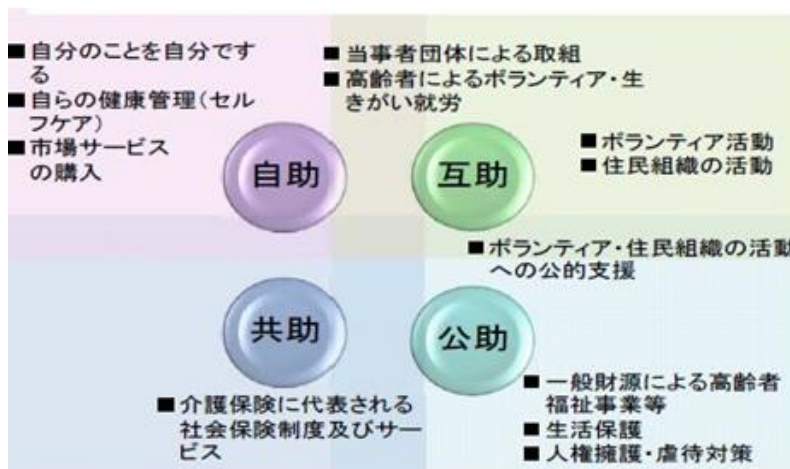 ■自分のことを自分です
る
■自らの健康管理(セル
フケア)
■市場サービス
の購入
■当事者団体による取組
■高齢者によるボランティア・生
きがい就労
■ボランティア活動
■住民組織の活動
自助
互助
■ボランティア・住民組織の活動
への公的支援
共助
公助
■介護保険に代表される
社会保険制度及びサー
ビス
■一般財源による高齢者
福祉事業等
■生活保護
■人権擁護・虐待対策